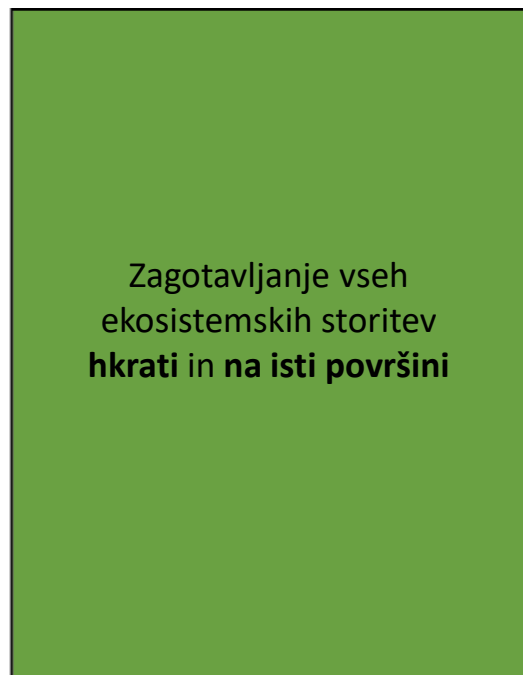 Zagotavljanje vseh
ekosistemskih storitev
hkrati in na isti površini